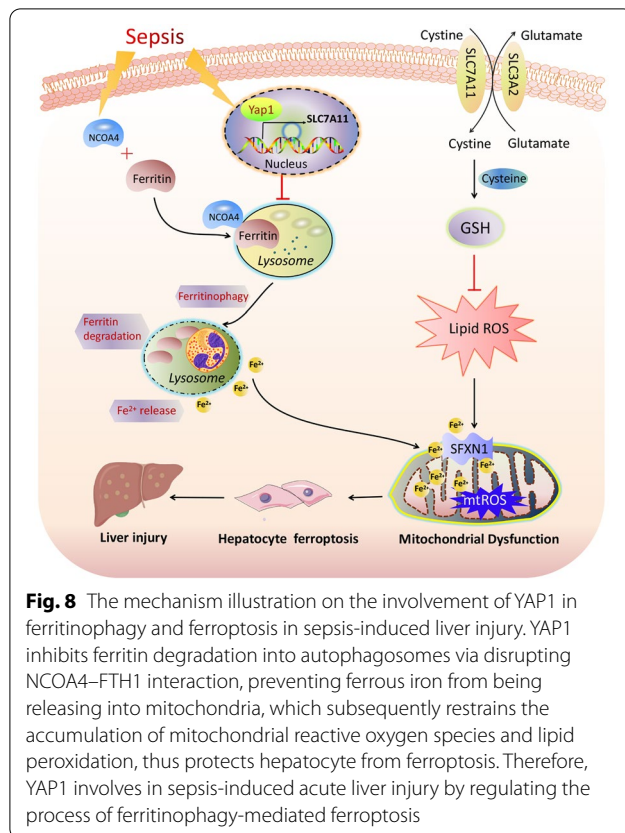 Sepsis
NCOA4
+
Ferritin
Yap1
SLC7A11
Nucleus
NCOA4
Ferritin
Lysosome
Ferritinophagy
Ferritin
degradation
Lysosome
Fe²⁺ release
Fe²⁺
Fe²⁺
Fe²⁺
Fe²⁺
Cystine
Glutamate
SLC7A11
SLC3A2
Cystine
Glutamate
Cysteine
GSH
Lipid ROS
Fe²⁺
Fe²⁺
SFXN1
Fe²⁺
Fe²⁺
Fe²⁺
Fe²⁺
Fe²⁺
mtROS
Liver injury
Hepatocyte ferroptosis
Mitochondrial Dysfunction
Fig. 8 The mechanism illustration on the involvement of YAP1 in
ferritinophagy and ferroptosis in sepsis-induced liver injury. YAP1
inhibits ferritin degradation into autophagosomes via disrupting
NCOA4–FTH1 interaction, preventing ferrous iron from being
releasing into mitochondria, which subsequently restrains the
accumulation of mitochondrial reactive oxygen species and lipid
peroxidation, thus protects hepatocyte from ferroptosis. Therefore,
YAP1 involves in sepsis-induced acute liver injury by regulating the
process of ferritinophagy-mediated ferroptosis